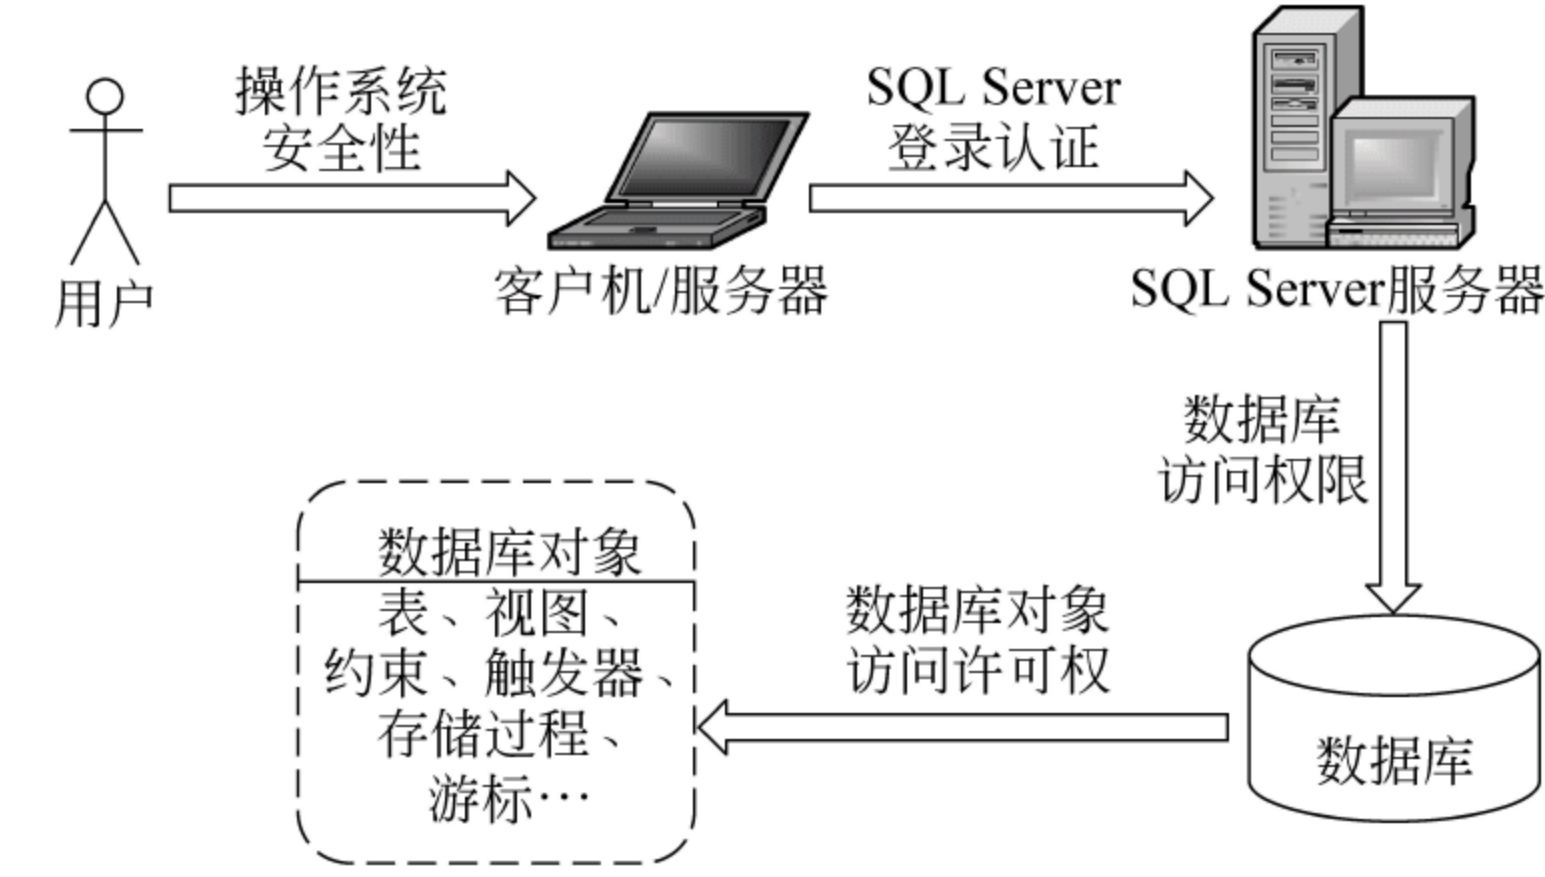 操作系统
安全性
用户
客户机/服务器
SQL Server
登录认证
SQL Server服务器
数据库
访问权限
数据库
数据库对象
访问许可权
数据库对象
表、视图、
约束、触发器、
存储过程、
游标…